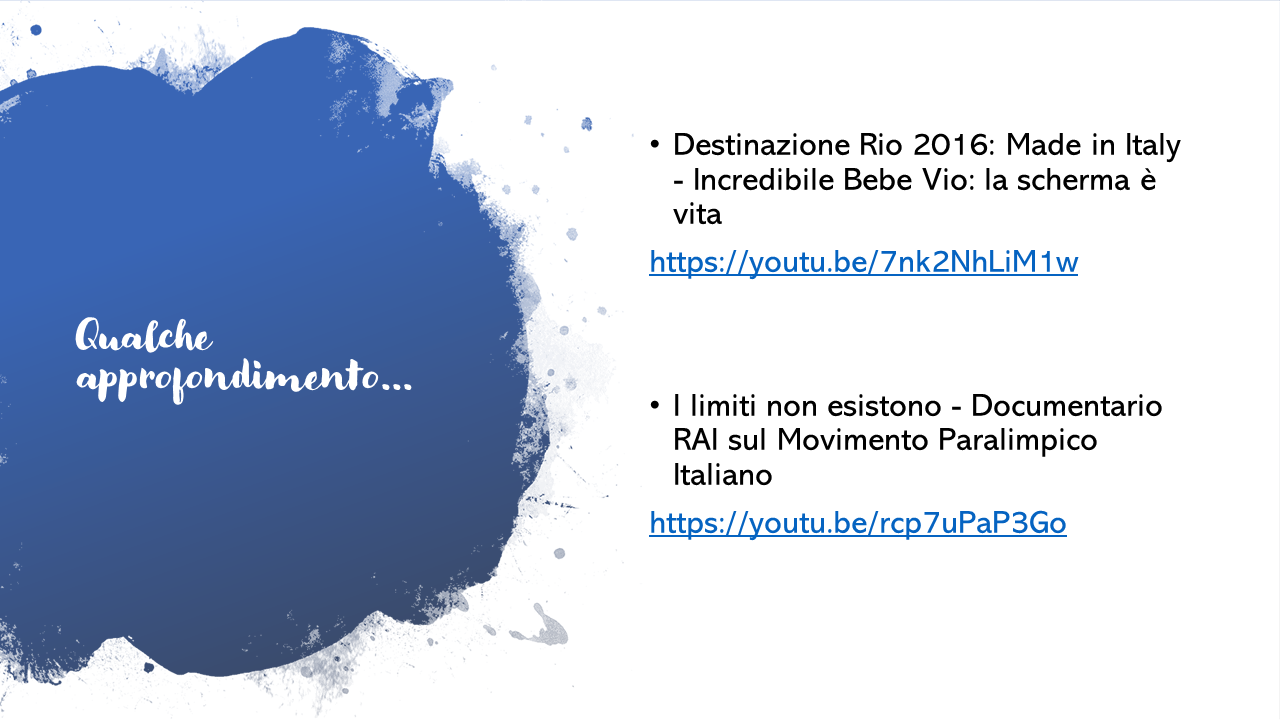 Qualche
approfondimento...
• Destinazione Rio 2016: Made in Italy
- Incredibile Bebe Vio: la scherma è
vita
https://youtu.be/7nk2NhLiM1w
• I limiti non esistono - Documentario
RAI sul Movimento Paralimpico
Italiano
https://youtu.be/rcp7uPaP3Go